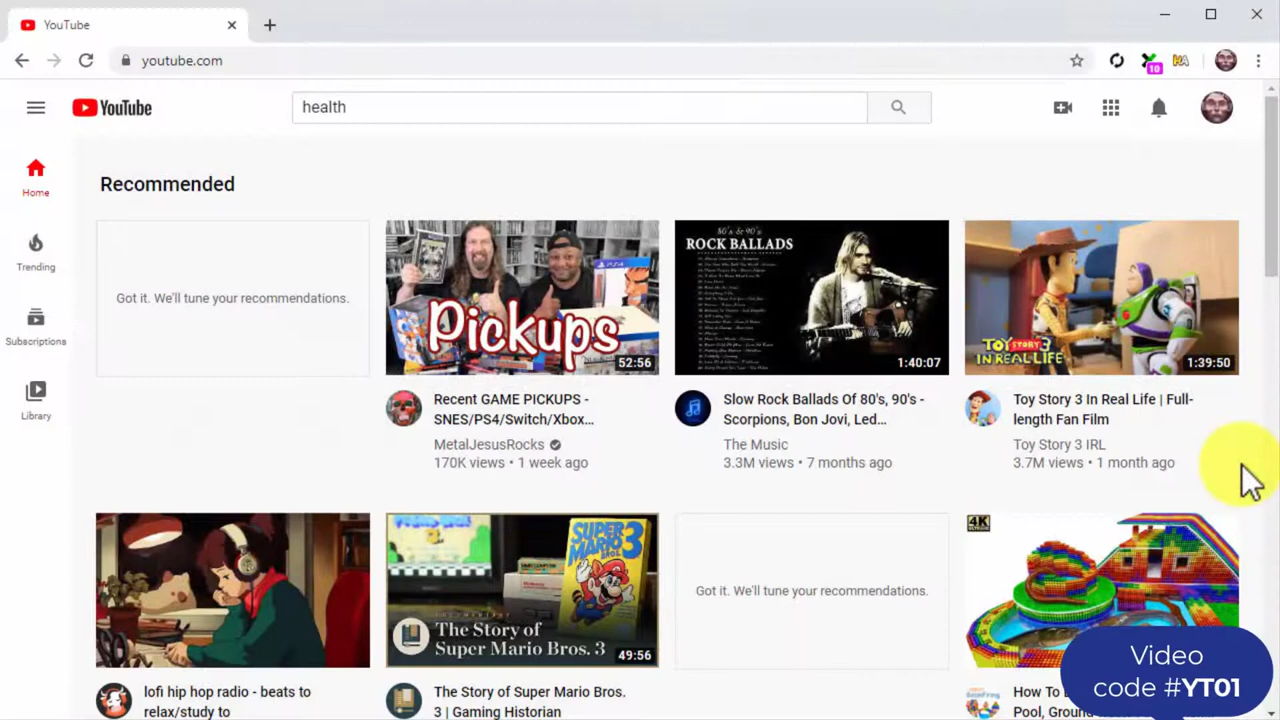 YouTube
youtube.com
10
YouTube
health
Home
Trending
Subscriptions
Library
Recommended
Got it. We'll tune your recommendations.
Pickups
52:56
Recent GAME PICKUPS -
SNES/PS4/Switch/Xbox...
MetalJesusRocks
170K views • 1 week ago
80's & 90's
ROCK BALLADS
1:40:07
Slow Rock Ballads Of 80's, 90's -
Scorpions, Bon Jovi, Led...
The Music
3.3M views • 7 months ago
TOY STORY 3
IN REAL LIFE
1:39:50
Toy Story 3 In Real Life | Full-
length Fan Film
Toy Story 3 IRL
3.7M views • 1 month ago
lofi hip hop radio - beats to
relax/study to
SUPER
MARIO
BROS.
3
The Story of
Super Mario Bros. 3
49:56
The Story of Super Mario Bros.
3 | Gaming Historian
Got it. We'll tune your recommendations.
4K
How To
Pool, Ground
Video
code #YT01